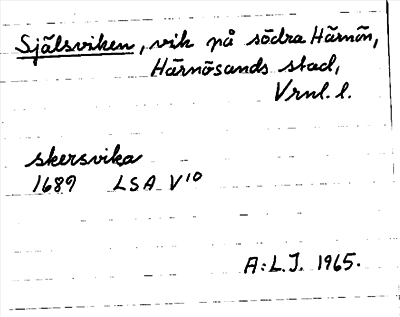 Själsviken, vik på södra Härnön,
Härnösands stad,
Vrnl. l.
skersvika
1689 LSA V10
A:L.J. 1965.